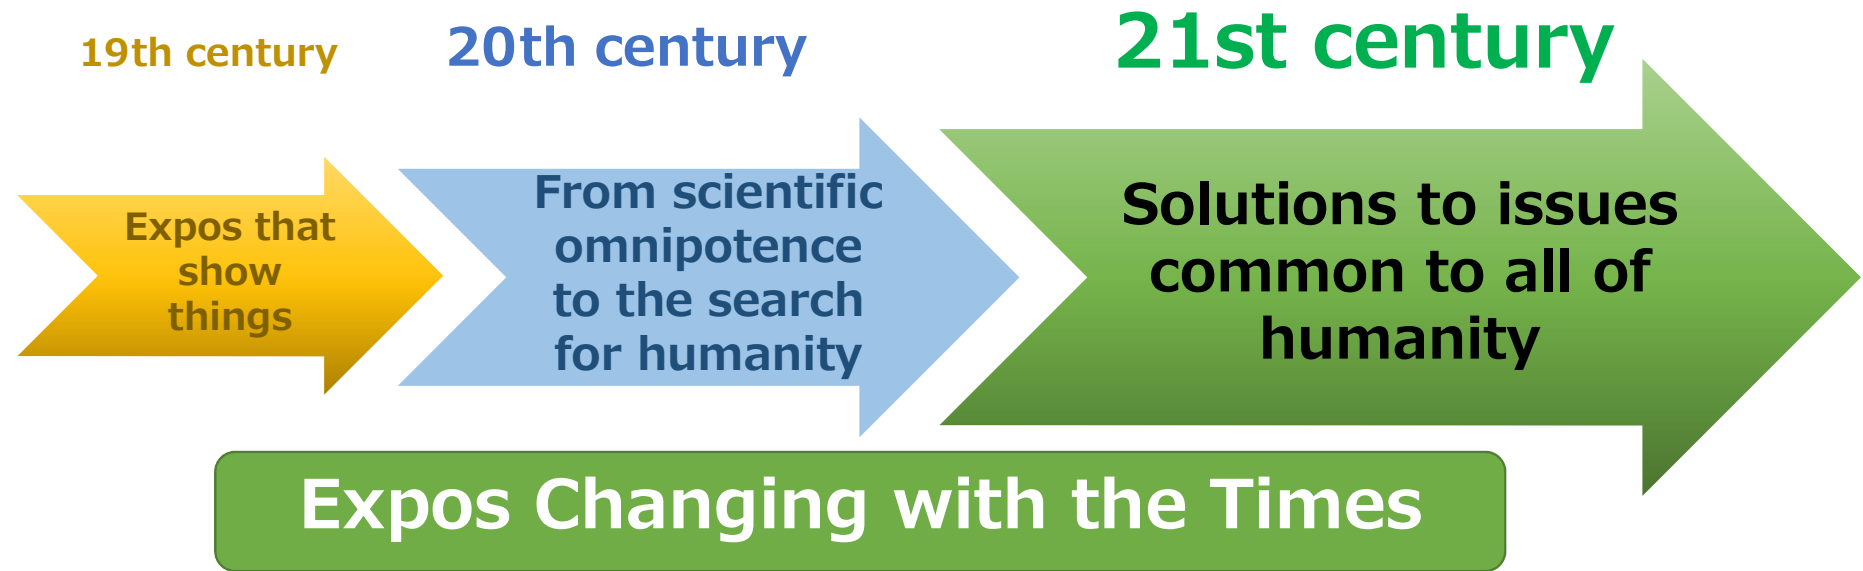 19th century
20th century
21st century
Expos that
show
things
From scientific
omnipotence
to the search
for humanity
Solutions to issues
common to all of
humanity
Expos Changing with the Times